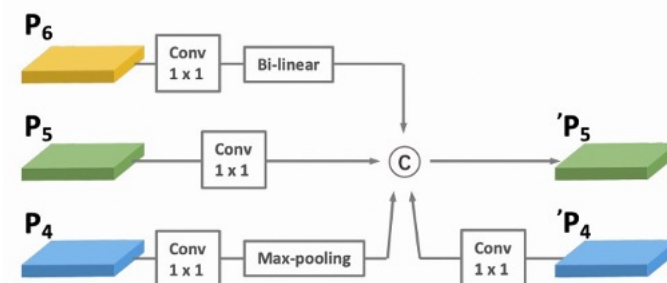 P6
Conv
1 x 1
Bi-linear
P5
Conv
1 x 1
C
'P5
P4
Conv
1 x 1
Max-pooling
Conv
1 x 1
'P4